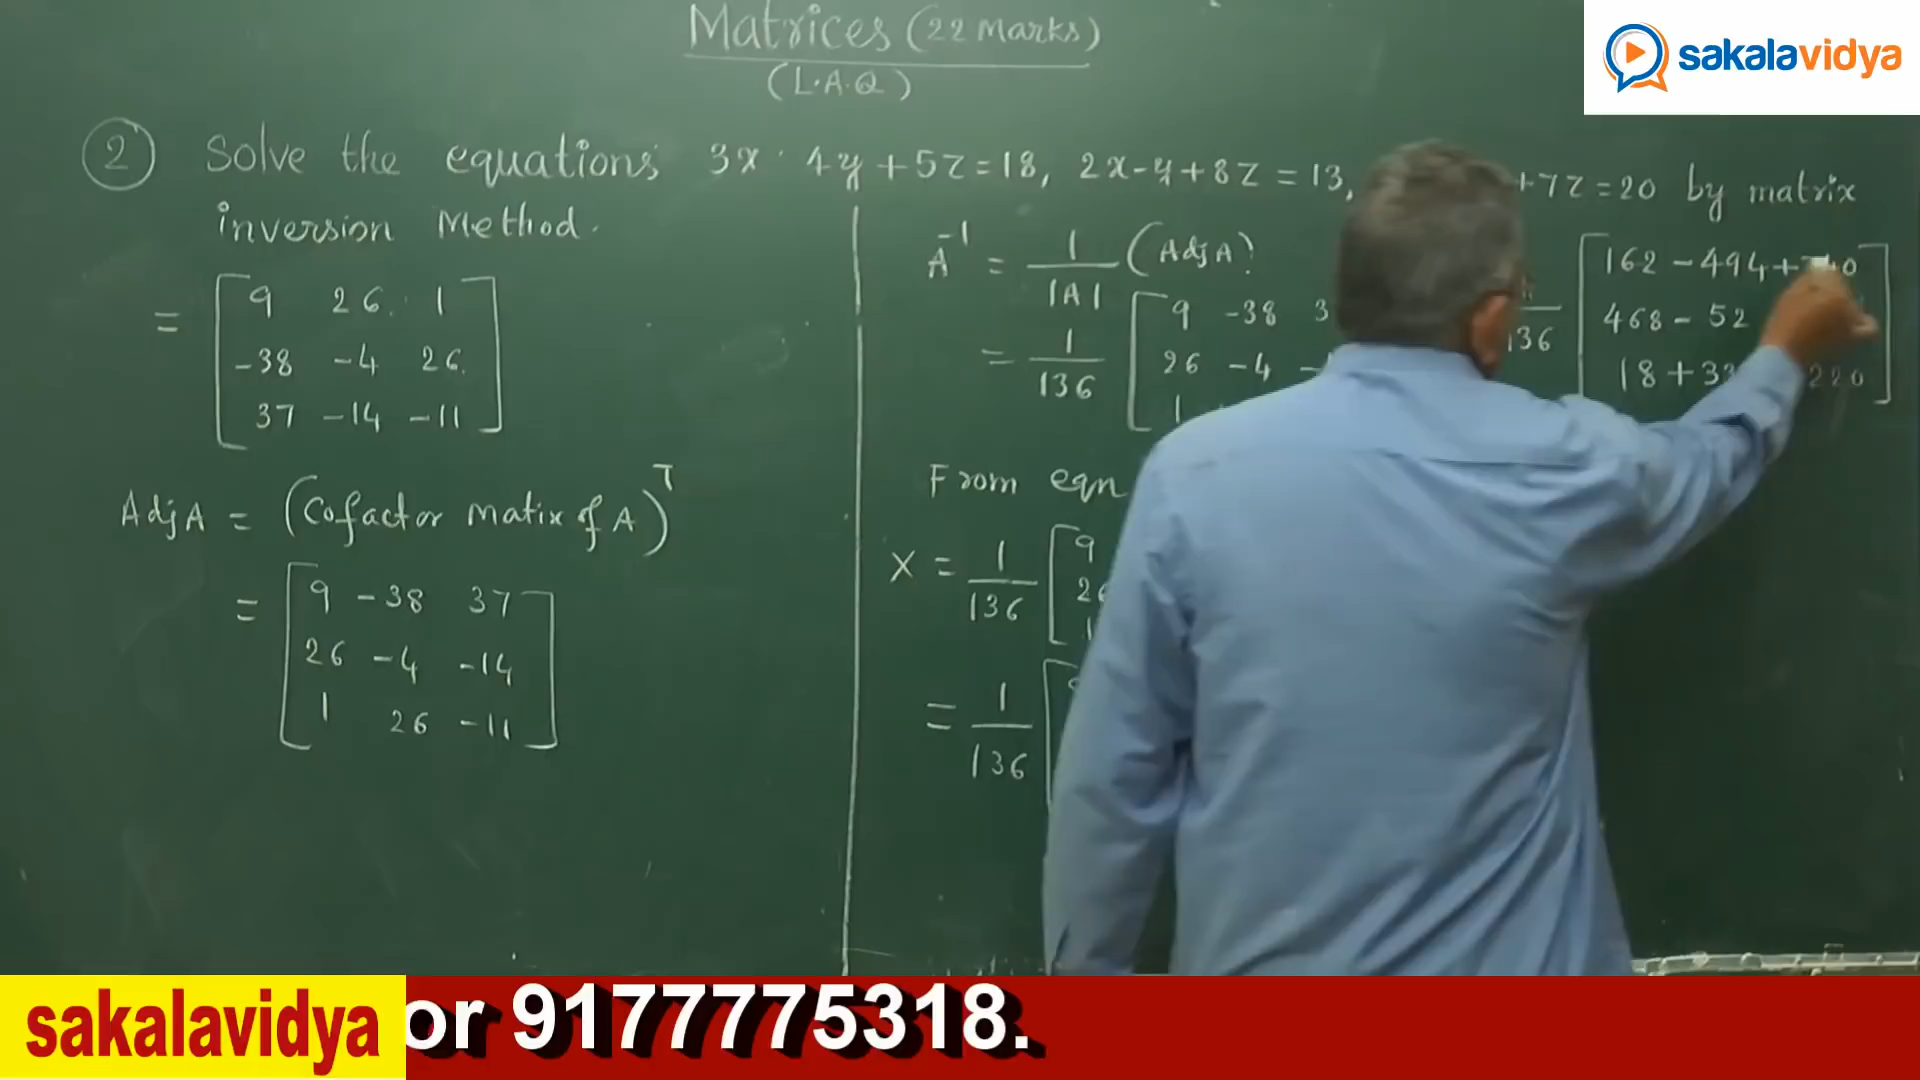 Matrices (22 Marks)
(L.A.Q)
sakalavidya
2 Solve the equations 3x 4y + 5z = 18, 2x - y + 8z = 13, +7z = 20 by matrix
inversion Method.
= [ 9 26 1
-38 -4 26
37 -14 -11 ]
Adj A = (Cofactor Matix of A)^T
= [ 9 -38 37
26 -4 -14
1 26 -11 ]
A^-1 = 1/|A| (Adj A)
= 1/136 [ 9 -38
26 -4
1
From eqn
X = 1/136 [ 9
= 1/136 [
136 [ 162 - 494 +
468 - 52
18 + 220 ]
sakalavidya or 9177775318.